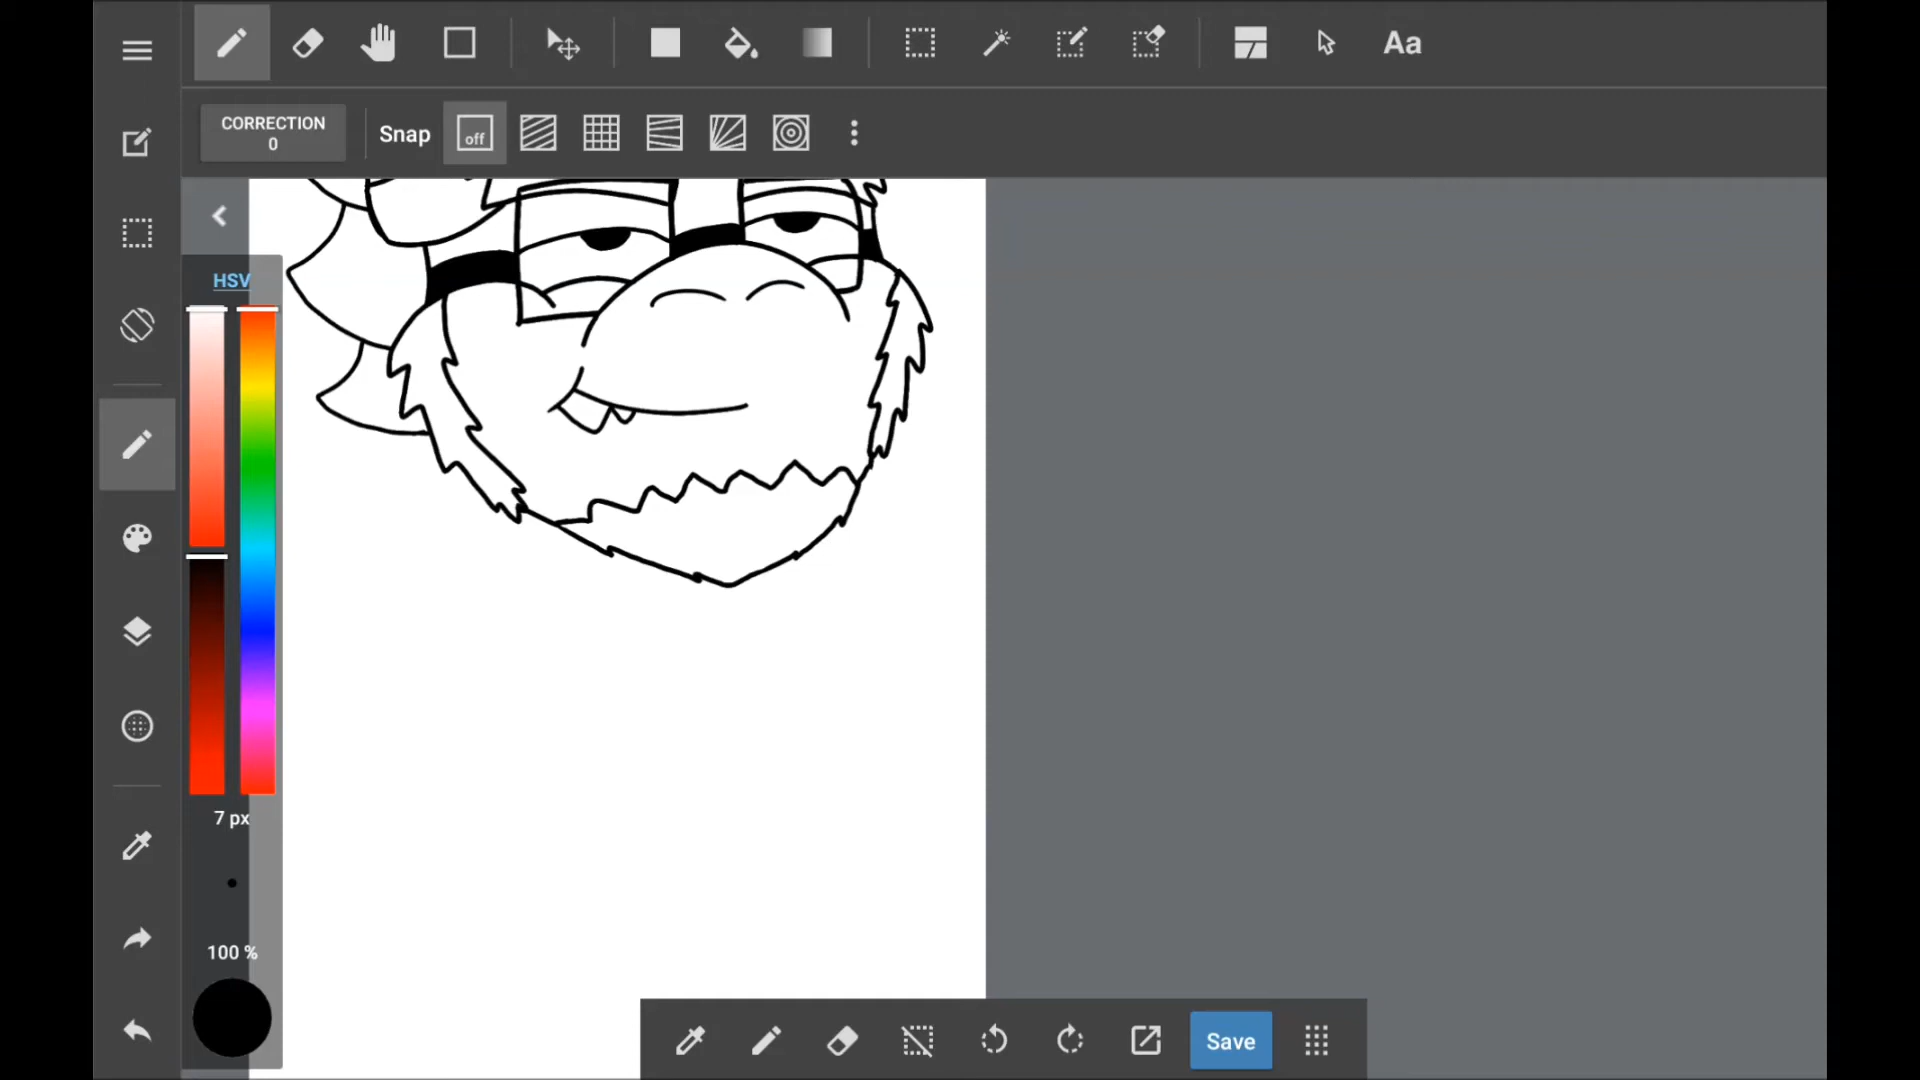 Aa
CORRECTION
0
Snap
off
HSV
7 px
100 %
Save